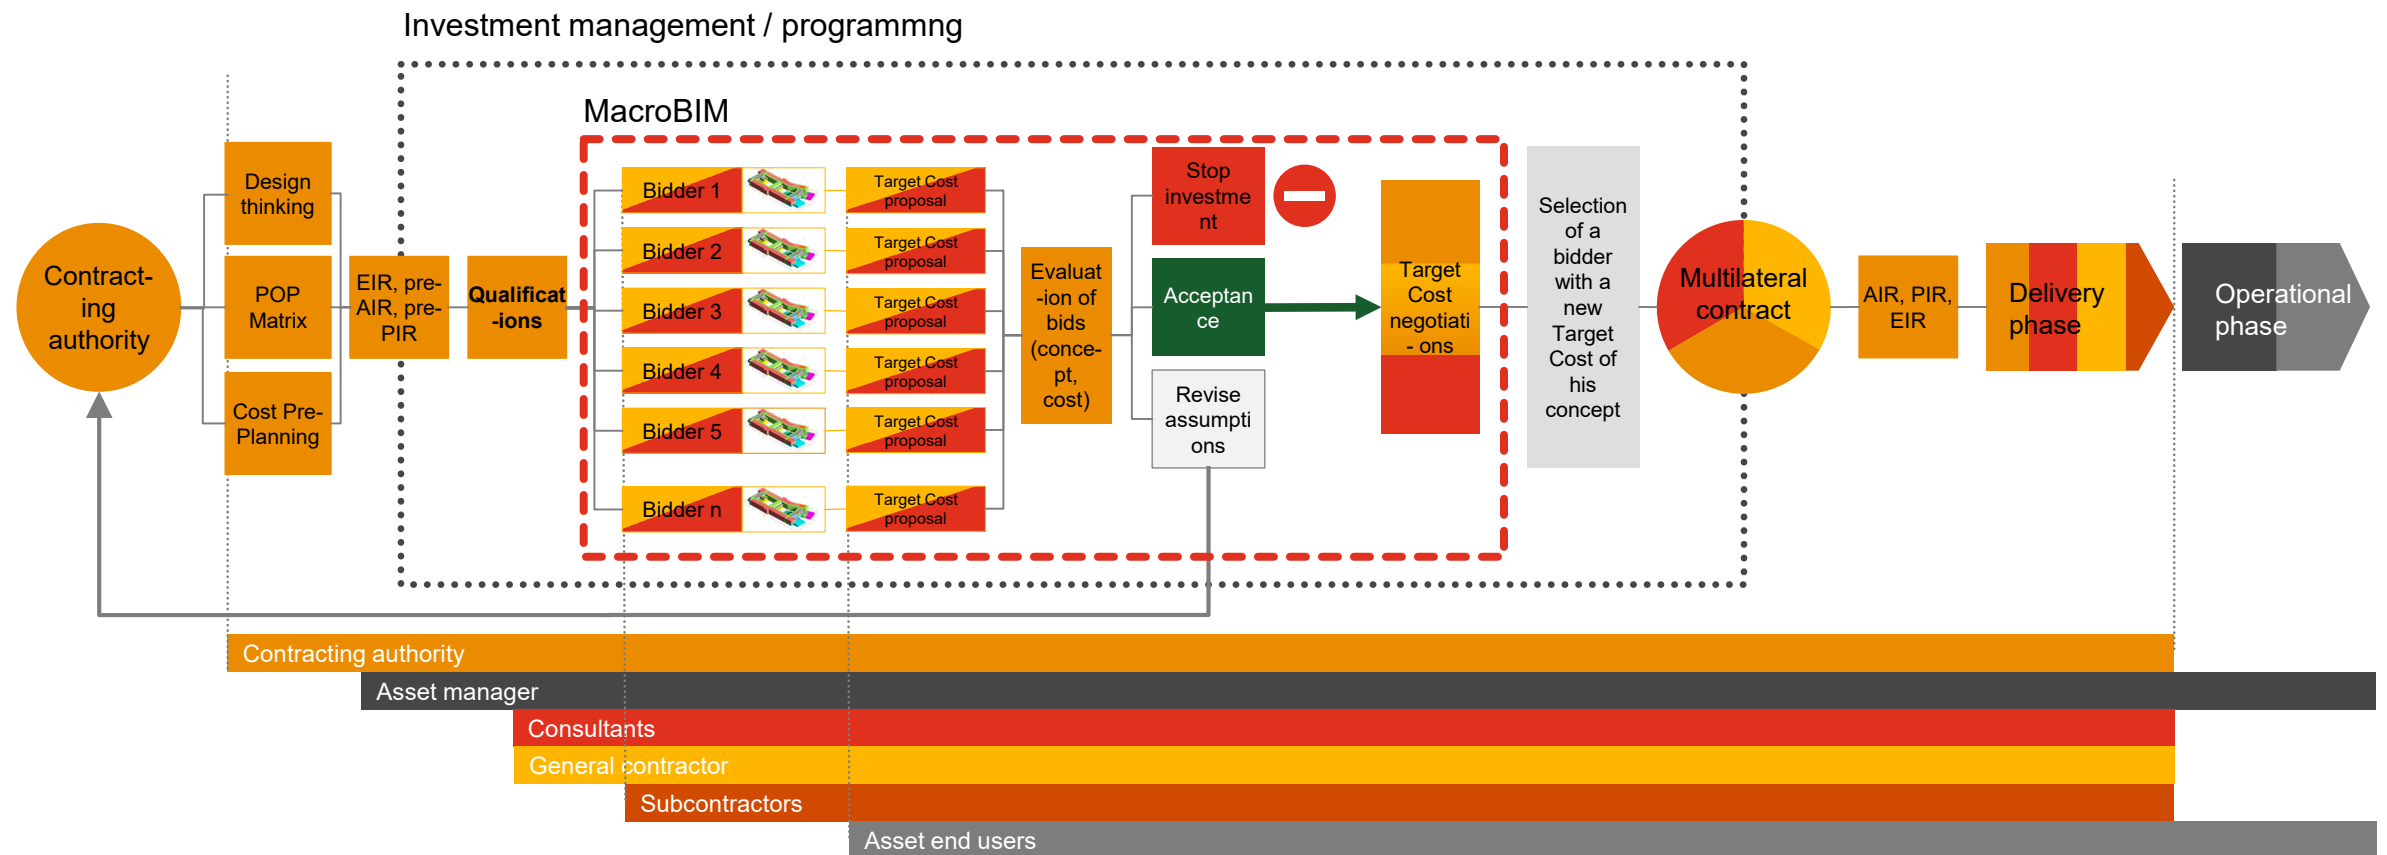 Investment management / programmng
MacroBIM
Contract-
ing
authority
Design
thinking
POP
Matrix
Cost Pre-
Planning
EIR, pre-
AIR, pre-
PIR
Qualificat
-ions
Bidder 1
Target Cost
proposal
Bidder 2
Target Cost
proposal
Bidder 3
Target Cost
proposal
Bidder 4
Target Cost
proposal
Bidder 5
Target Cost
proposal
Bidder n
Target Cost
proposal
Evaluat
-ion of
bids
(conce-
pt,
cost)
Stop
investme
nt
Acceptan
ce
Revise
assumpti
ons
Target
Cost
negotiati
- ons
Selection
of a
bidder
with a
new
Target
Cost of
his
concept
Multilateral
contract
AIR, PIR,
EIR
Delivery
phase
Operational
phase
Contracting authority
Asset manager
Consultants
General contractor
Subcontractors
Asset end users